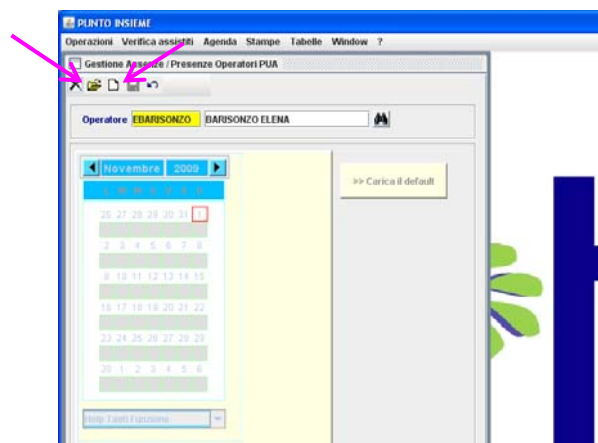 PUNTO INSIEME
Operazioni Verifica assistiti Agenda Stampe Tabelle Window ?
Gestione Assenze / Presenze Operatori PUA
Operatore EBARISONZO BARISONZO ELENA
Novembre 2009
>> Carica il default
L M M G V S D
26 27 28 29 30 31 1
2 3 4 5 6 7 8
9 10 11 12 13 14 15
16 17 18 19 20 21 22
23 24 25 26 27 28 29
30 1 2 3 4 5 6
Help Tasti Funzione